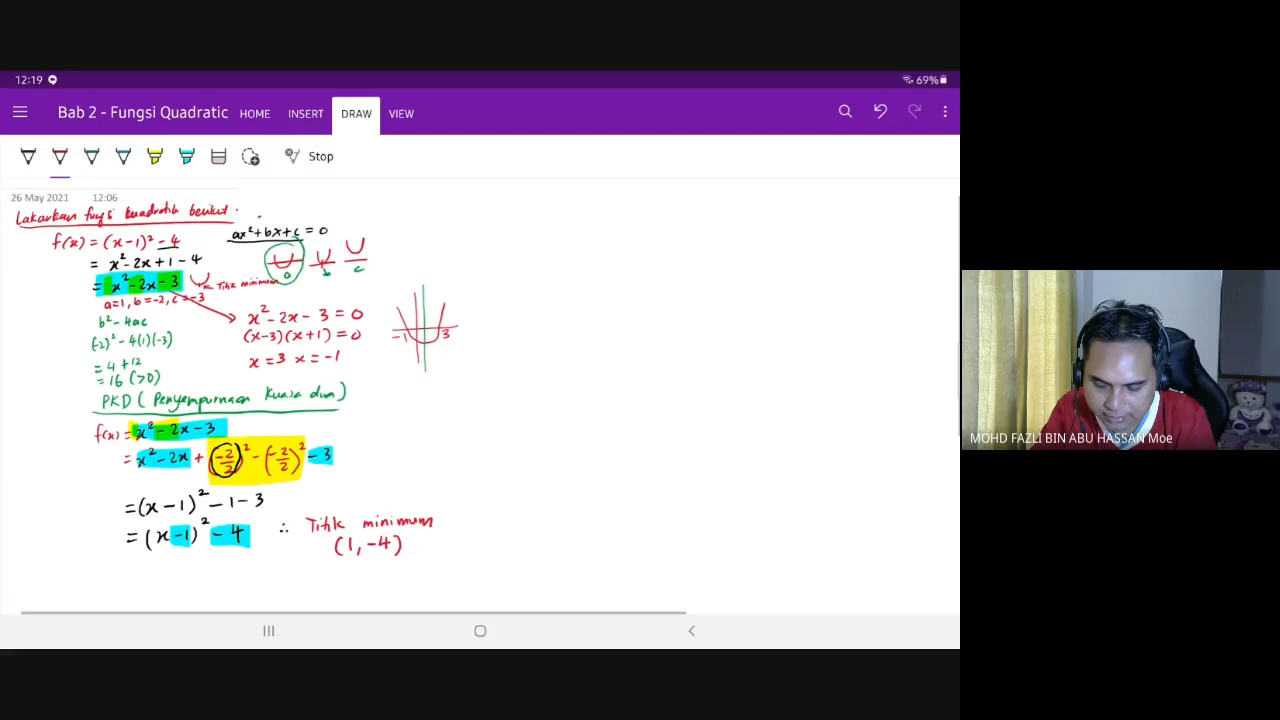 12:19
69%
Bab 2 - Fungsi Quadratic HOME INSERT DRAW VIEW
Stop
26 May 2021 12:06
Lakarkan fungsi kuadratik berikut.
f(x) = (x-1)² - 4
= x² - 2x + 1 - 4
= x² - 2x - 3
Titik minimum
a=1, b=-2, c=-3
b² - 4ac
(-2)² - 4(1)(-3)
= 4 + 12
= 16 (>0)
ax² + bx + c = 0
a b c
x² - 2x - 3 = 0
(x-3)(x+1) = 0
x = 3 x = -1
-1 3
PKD (Penyempurnaan Kuasa dua)
f(x) = x² - 2x - 3
= x² - 2x + (-2/2)² - (-2/2)² - 3
= (x - 1)² - 1 - 3
= (x - 1)² - 4 ∴ Titik minimum
(1, -4)
MOHD FAZLI BIN ABU HASSAN Moe